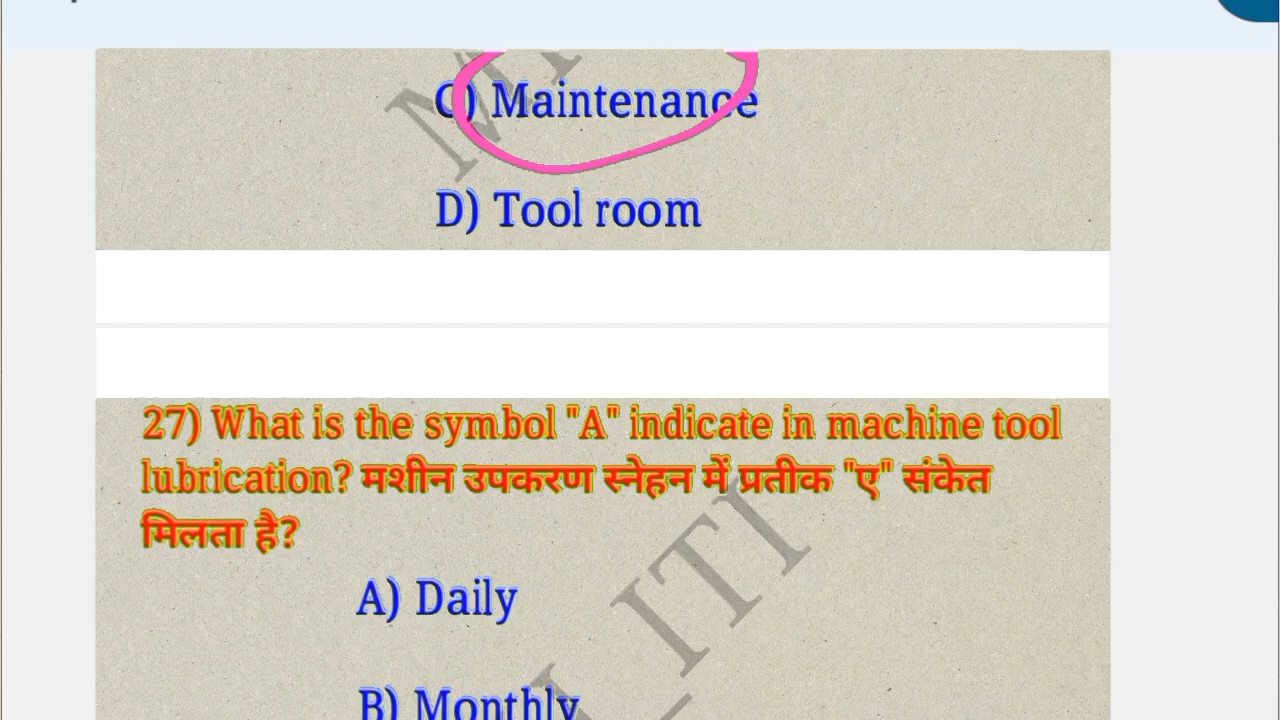 C) Maintenance
D) Tool room
27) What is the symbol "A" indicate in machine tool
lubrication? मशीन उपकरण स्नेहन में प्रतीक "ए" संकेत
मिलता है?
A) Daily
ITI
B) Monthly